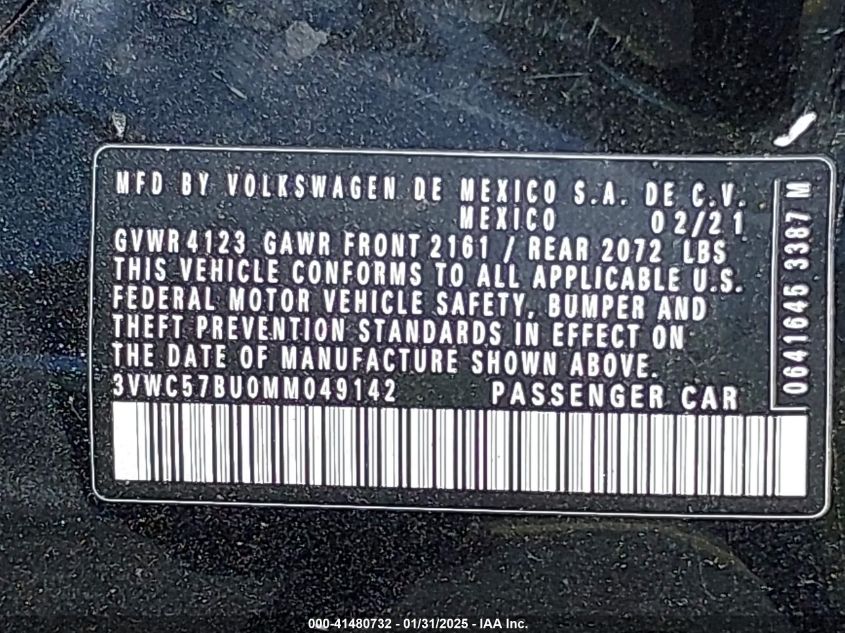 MFD BY VOLKSWAGEN DE MEXICO S.A. DE C.V.
MEXICO 02/21
GVWR 4123 GAWR FRONT 2161 / REAR 2072 LBS
THIS VEHICLE CONFORMS TO ALL APPLICABLE U.S.
FEDERAL MOTOR VEHICLE SAFETY, BUMPER AND
THEFT PREVENTION STANDARDS IN EFFECT ON
THE DATE OF MANUFACTURE SHOWN ABOVE.
3VWC57BU0MM049142 PASSENGER CAR
0641645 3387 M
000-41480732 - 01/31/2025 - IAA Inc.